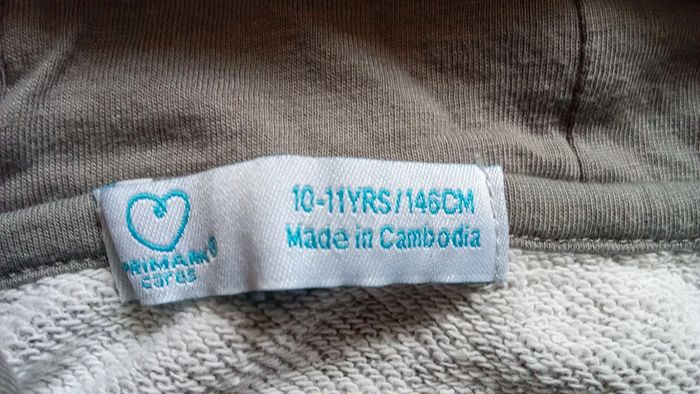 PRIMARK®
cares
10-11YRS/146CM
Made in Cambodia